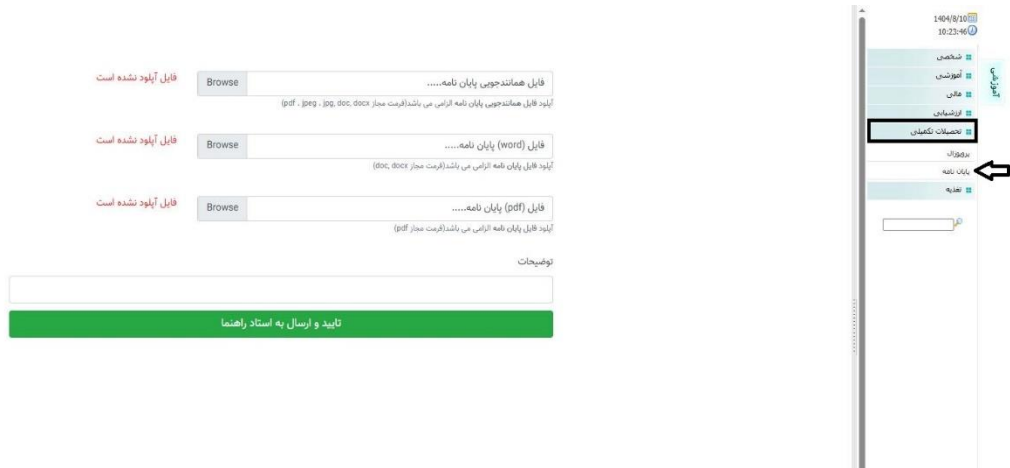 1404/8/10
10:23:46
آموزشی
شخصی
آموزشی
مالی
ارزشیابی
تحصیلات تکمیلی
پروپوزال
پایان نامه
تغذیه
فایل همانندجویی پایان نامه.....
Browse
فایل آپلود نشده است
آپلود فایل همانندجویی پایان نامه الزامی می باشد(فرمت مجاز pdf ، jpeg ، jpg, doc, docx)
فایل (word) پایان نامه.....
Browse
فایل آپلود نشده است
آپلود فایل پایان نامه الزامی می باشد(فرمت مجاز doc, docx)
فایل (pdf) پایان نامه.....
Browse
فایل آپلود نشده است
آپلود فایل پایان نامه الزامی می باشد(فرمت مجاز pdf)
توضیحات
تایید و ارسال به استاد راهنما